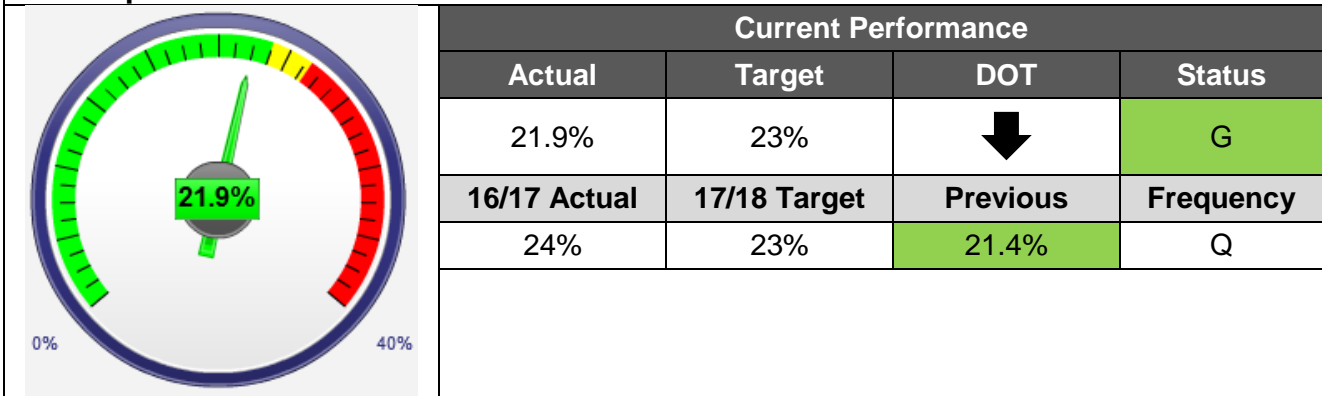 Current Performance
Actual Target DOT Status
21.9% 23% G
16/17 Actual 17/18 Target Previous Frequency
24% 23% 21.4% Q
21.9%
0% 40%